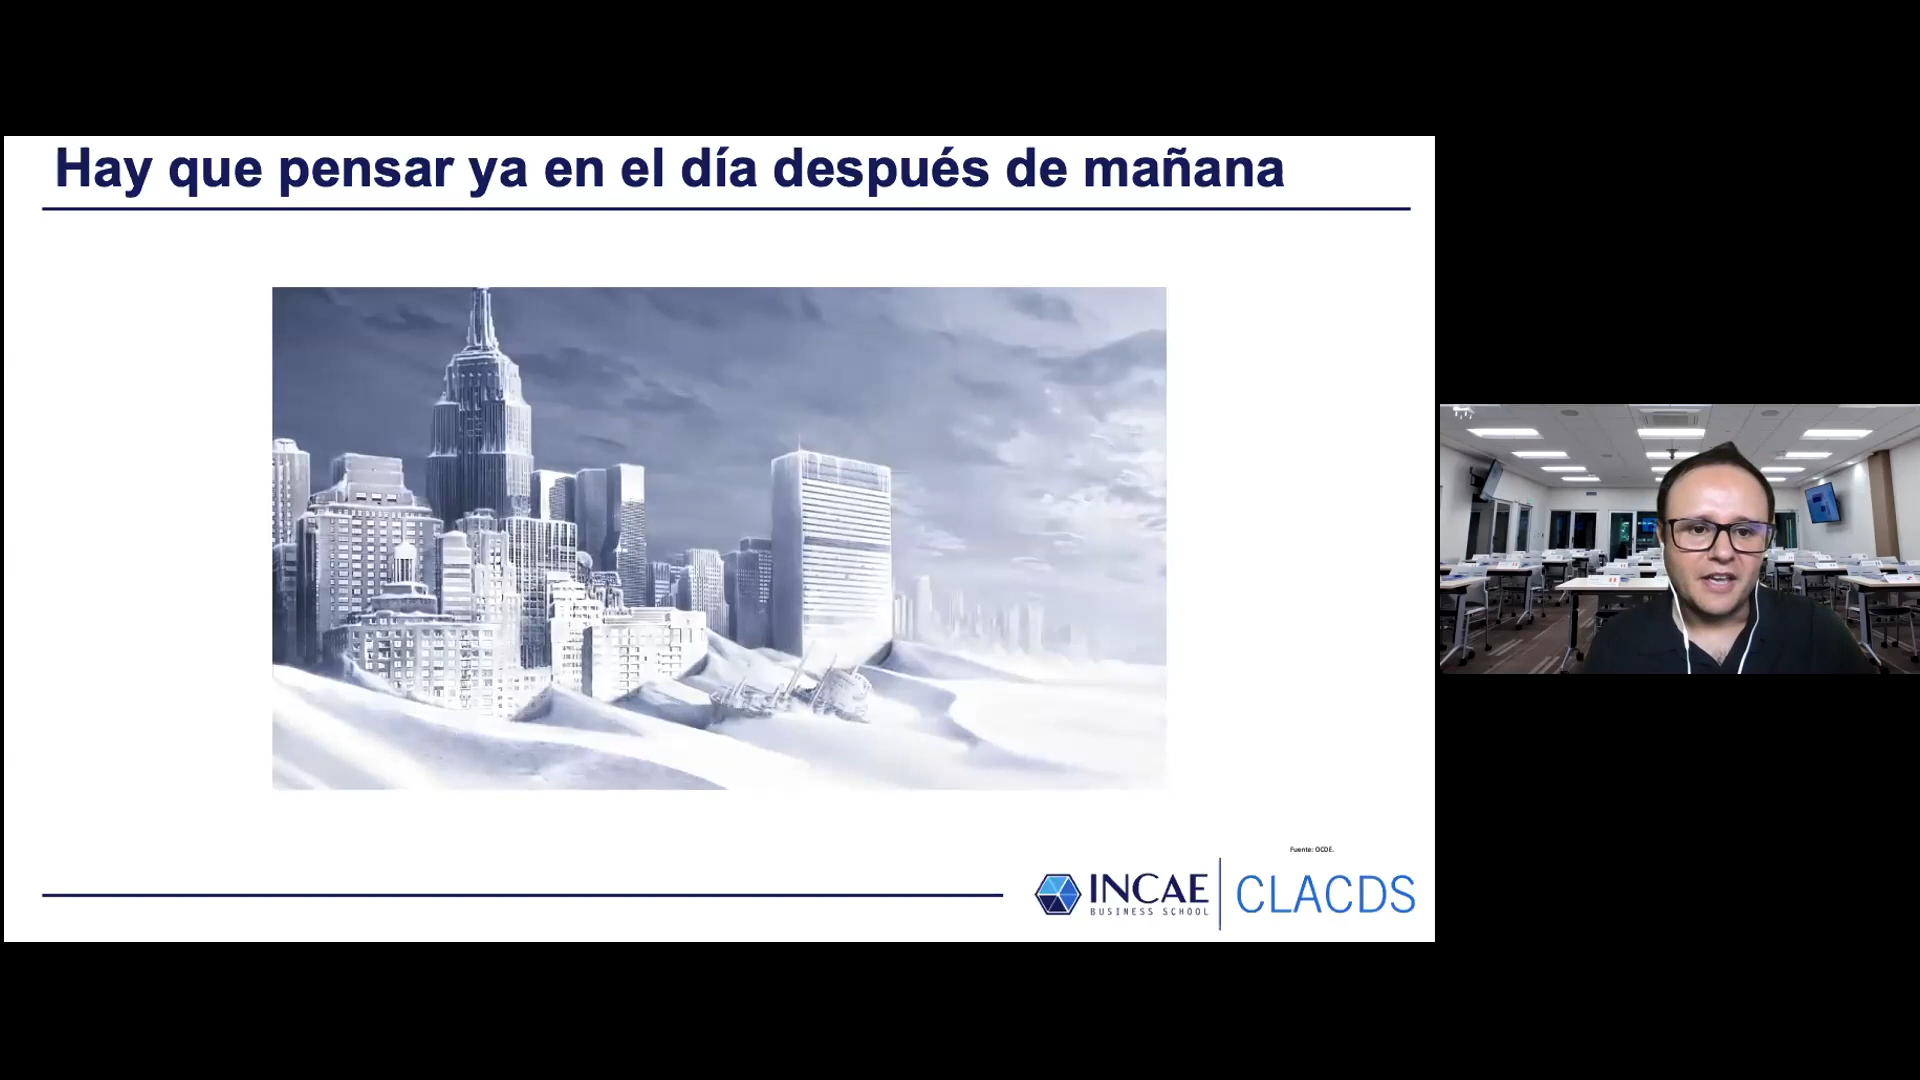 Hay que pensar ya en el día después de mañana
Fuente: OCDE.
INCAE
BUSINESS SCHOOL
CLACDS